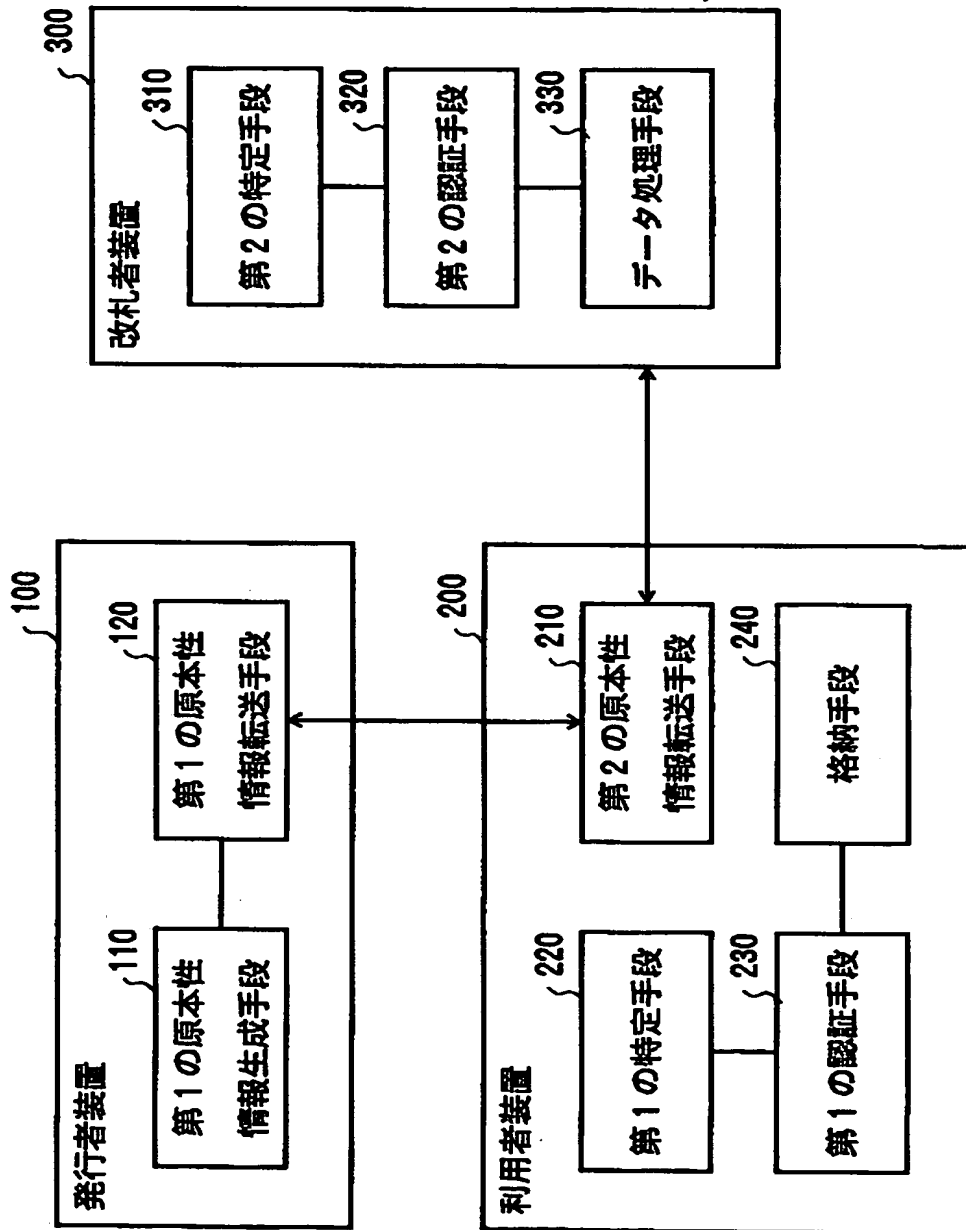 発行者装置
100
110
第1の原本性
情報生成手段
120
第1の原本性
情報転送手段
利用者装置
200
220
第1の特定手段
210
第2の原本性
情報転送手段
230
第1の認証手段
240
格納手段
改札者装置
300
310
第2の特定手段
320
第2の認証手段
330
データ処理手段